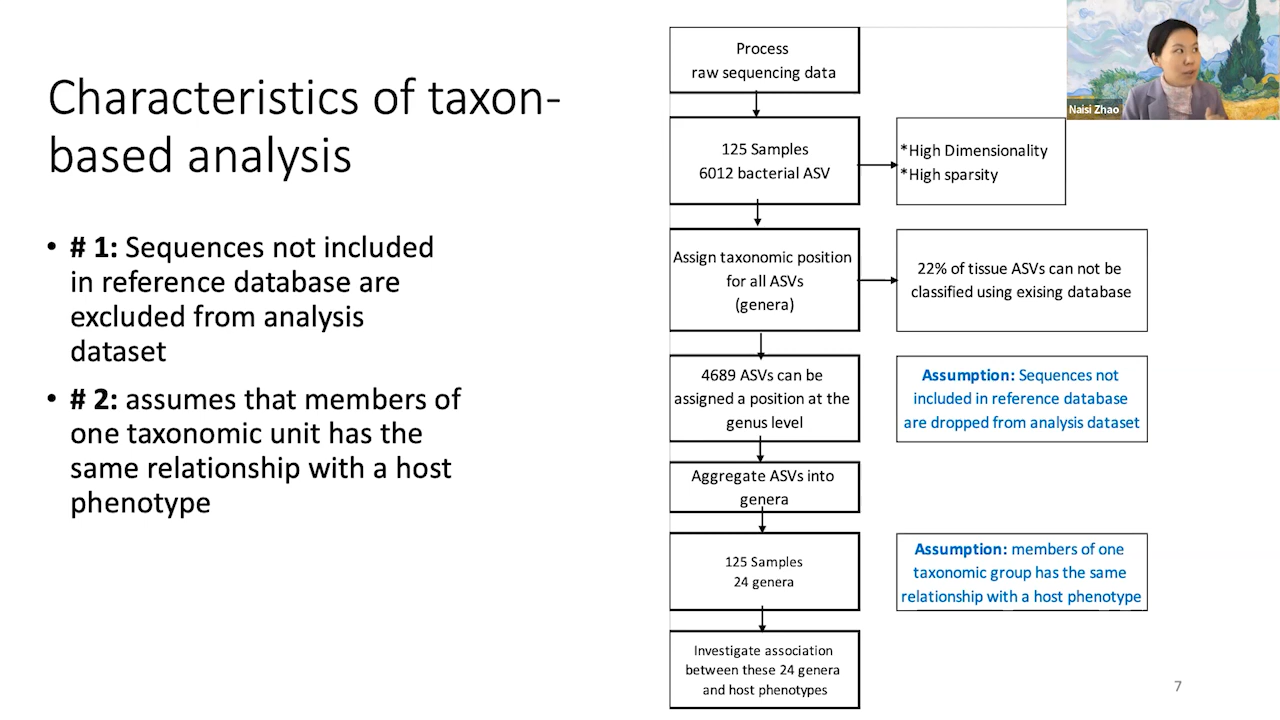 Characteristics of taxon-
based analysis
• # 1: Sequences not included
in reference database are
excluded from analysis
dataset
• # 2: assumes that members of
one taxonomic unit has the
same relationship with a host
phenotype
Process
raw sequencing data
125 Samples
6012 bacterial ASV
*High Dimensionality
*High sparsity
Assign taxonomic position
for all ASVs
(genera)
22% of tissue ASVs can not be
classified using exising database
4689 ASVs can be
assigned a position at the
genus level
Assumption: Sequences not
included in reference database
are dropped from analysis dataset
Aggregate ASVs into
genera
125 Samples
24 genera
Assumption: members of one
taxonomic group has the same
relationship with a host phenotype
Investigate association
between these 24 genera
and host phenotypes
Naisi Zhao
7